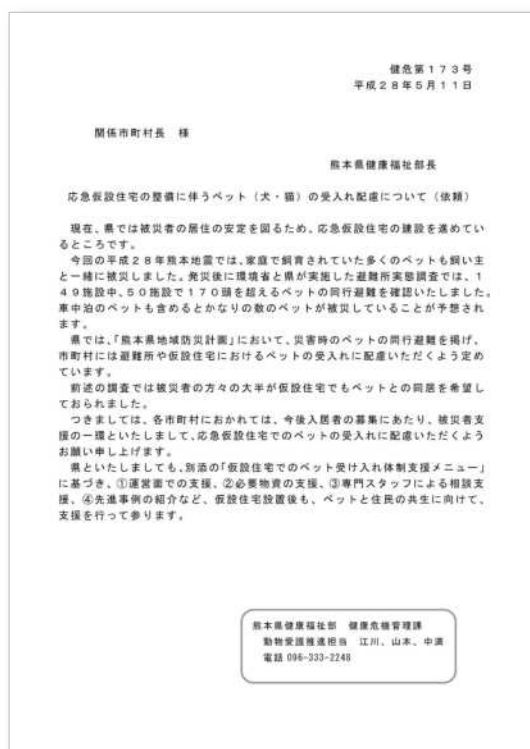 健危第１７３号
平成２８年５月１１日
関係市町村長　様
熊本県健康福祉部長
応急仮設住宅の整備に伴うペット（犬・猫）の受入れ配慮について（依頼）
現在、県では被災者の居住の安定を図るため、応急仮設住宅の建設を進めてい
るところです。
今回の平成２８年熊本地震では、家庭で飼育されていた多くのペットも飼い主
と一緒に被災しました。発災後に環境省と県が実施した避難所実態調査では、１
４９施設中、５０施設で１７０頭を超えるペットの同行避難を確認いたしました。
車中泊のペットも含めるとかなりの数のペットが被災していることが予想され
ます。
県では、「熊本県地域防災計画」において、災害時のペットの同行避難を掲げ、
市町村には避難所や仮設住宅におけるペットの受入れに配慮いただくよう定め
ています。
前述の調査では被災者の方々の大半が仮設住宅でもペットとの同居を希望し
ておられました。
つきましては、各市町村におかれては、今後入居者の募集にあたり、被災者支
援の一環といたしまして、応急仮設住宅でのペットの受入れに配慮いただくよう
お願い申し上げます。
県といたしましても、別添の「仮設住宅でのペット受け入れ体制支援メニュー」
に基づき、①運営面での支援、②必要物資の支援、③専門スタッフによる相談支
援、④先進事例の紹介など、仮設住宅設置後も、ペットと住民の共生に向けて、
支援を行って参ります。
熊本県健康福祉部　健康危機管理課
動物愛護推進担当　江川、山本、中満
電話 096-333-2248